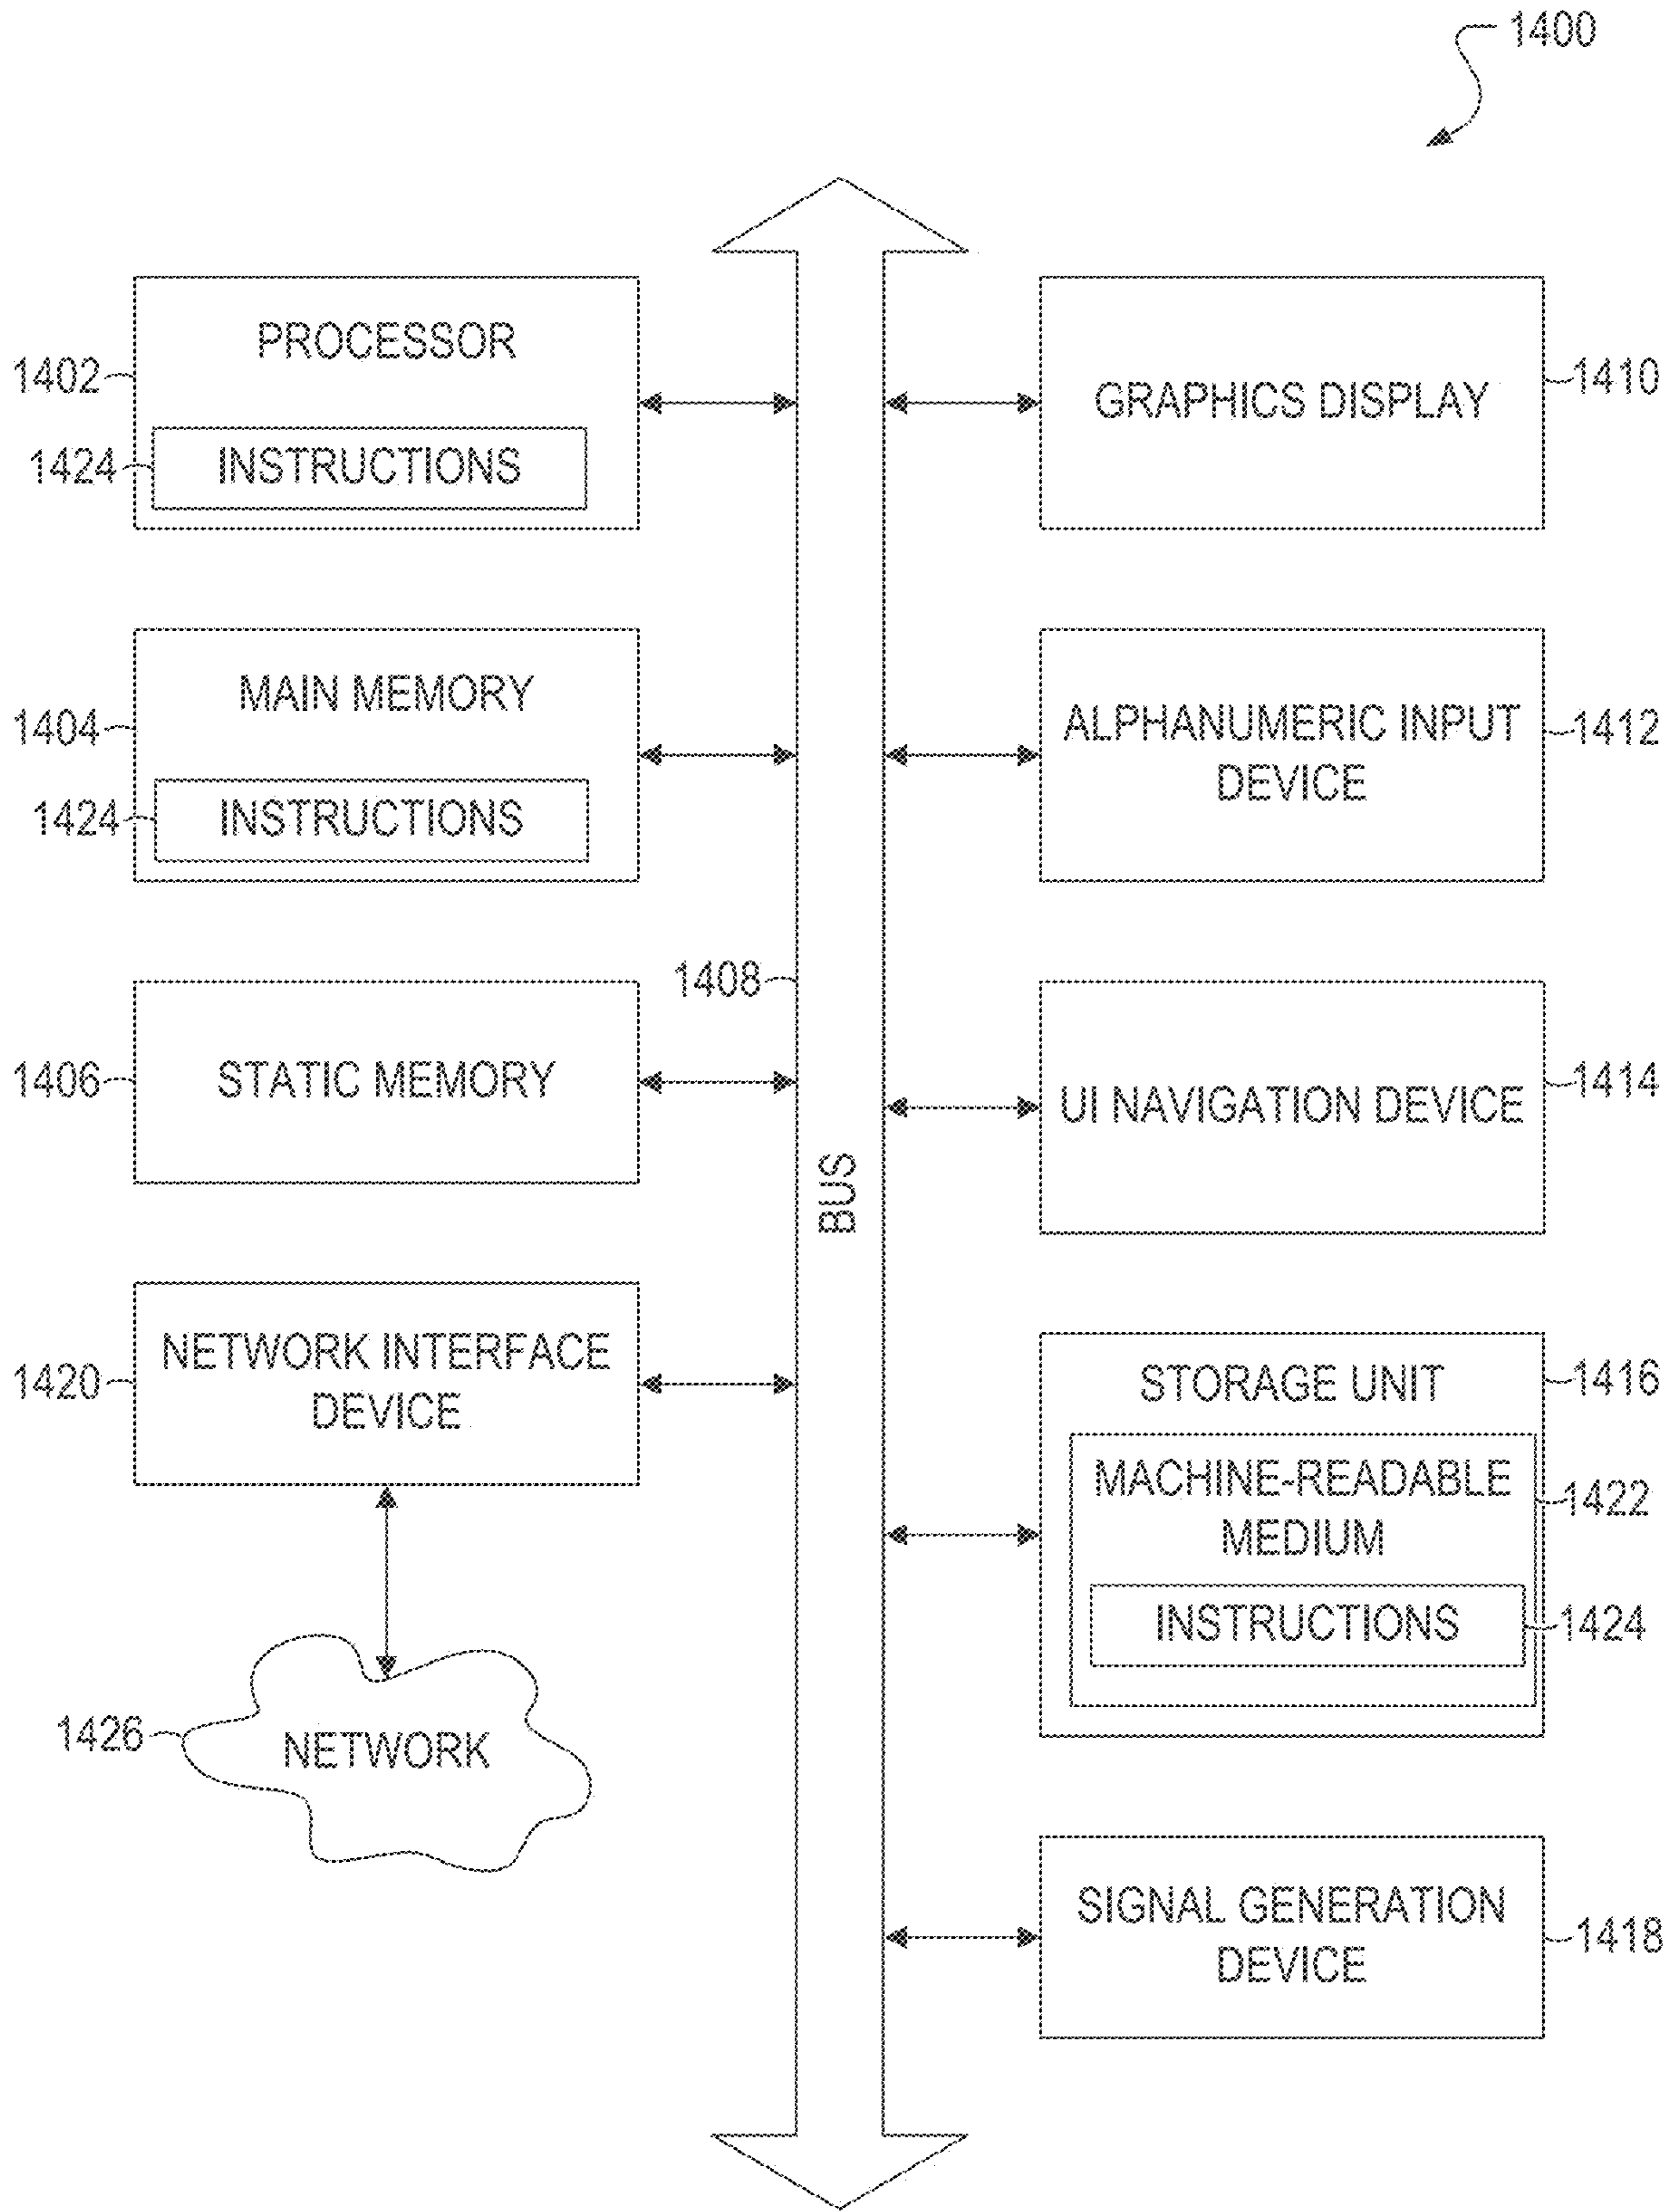 1400
PROCESSOR
1402
1424
INSTRUCTIONS
MAIN MEMORY
1404
1424
INSTRUCTIONS
1408
1406
STATIC MEMORY
BUS
NETWORK INTERFACE
DEVICE
1420
1426
NETWORK
GRAPHICS DISPLAY
1410
ALPHANUMERIC INPUT
DEVICE
1412
UI NAVIGATION DEVICE
1414
STORAGE UNIT
1416
MACHINE-READABLE
MEDIUM
1422
INSTRUCTIONS
1424
SIGNAL GENERATION
DEVICE
1418